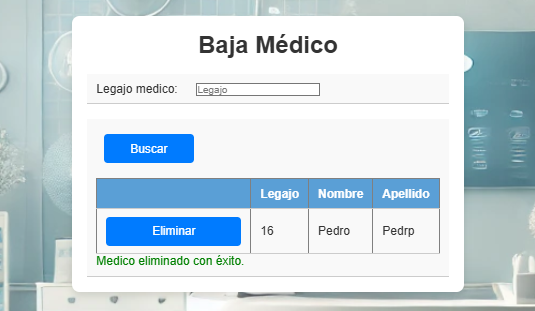 Baja Médico
Legajo medico: Legajo
Buscar
Legajo Nombre Apellido
Eliminar 16 Pedro Pedrp
Medico eliminado con éxito.